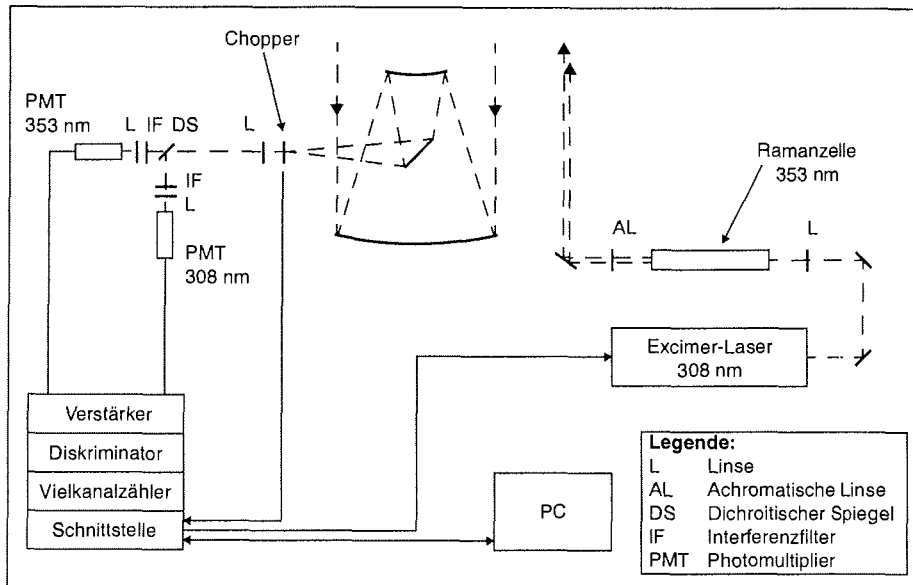 Chopper
PMT
353 nm
L IF DS
L
IF
L
PMT
308 nm
Ramanzelle
353 nm
AL
L
Excimer-Laser
308 nm
Verstärker
Diskriminator
Vielkanalzähler
Schnittstelle
PC
Legende:
L Linse
AL Achromatische Linse
DS Dichroitischer Spiegel
IF Interferenzfilter
PMT Photomultiplier